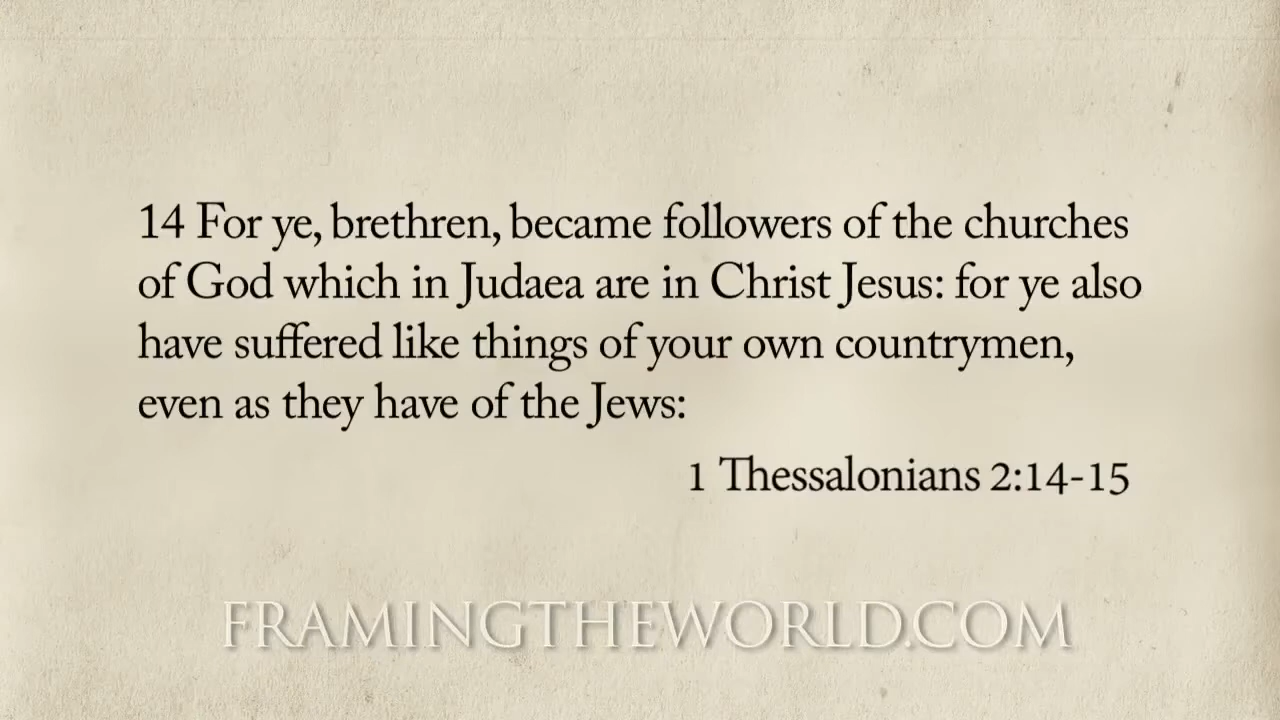 14 For ye, brethren, became followers of the churches
of God which in Judaea are in Christ Jesus: for ye also
have suffered like things of your own countrymen,
even as they have of the Jews:
1 Thessalonians 2:14-15
FRAMINGTHEWORLD.COM